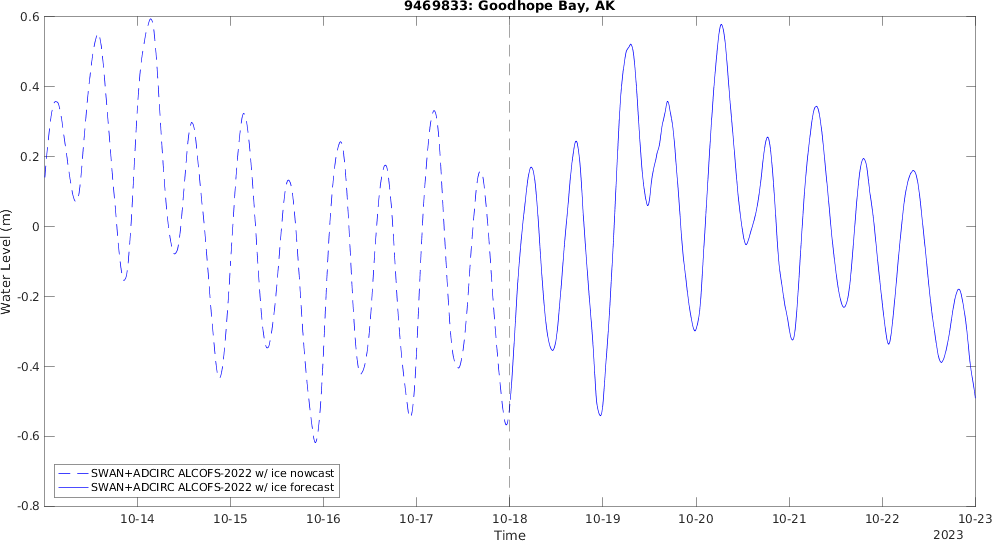 9469833: Goodhope Bay, AK
0.6
0.4
0.2
0
-0.2
-0.4
-0.6
-0.8
Water Level (m)
SWAN+ADCIRC ALCOFS-2022 w/ ice nowcast
SWAN+ADCIRC ALCOFS-2022 w/ ice forecast
10-14 10-15 10-16 10-17 10-18 10-19 10-20 10-21 10-22 10-23
Time
2023